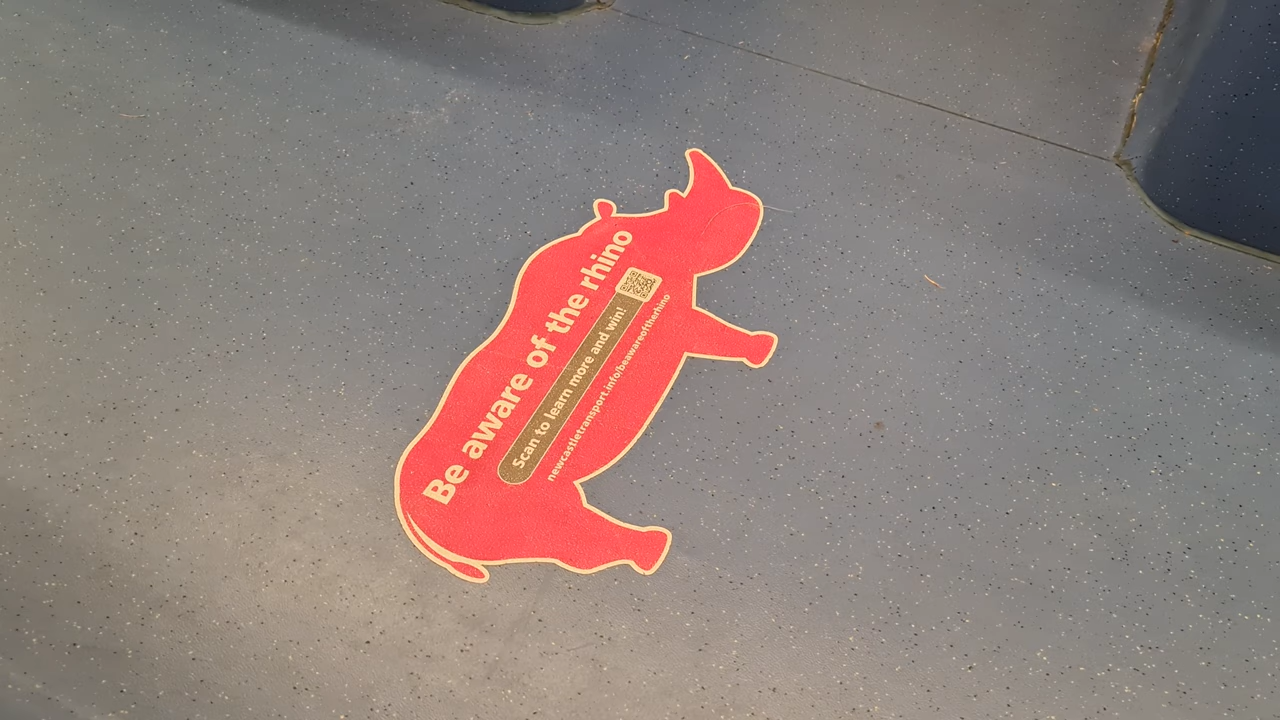 Be aware of the rhino
Scan to learn more and win!
newcastletransport.info/beawareoftherhino